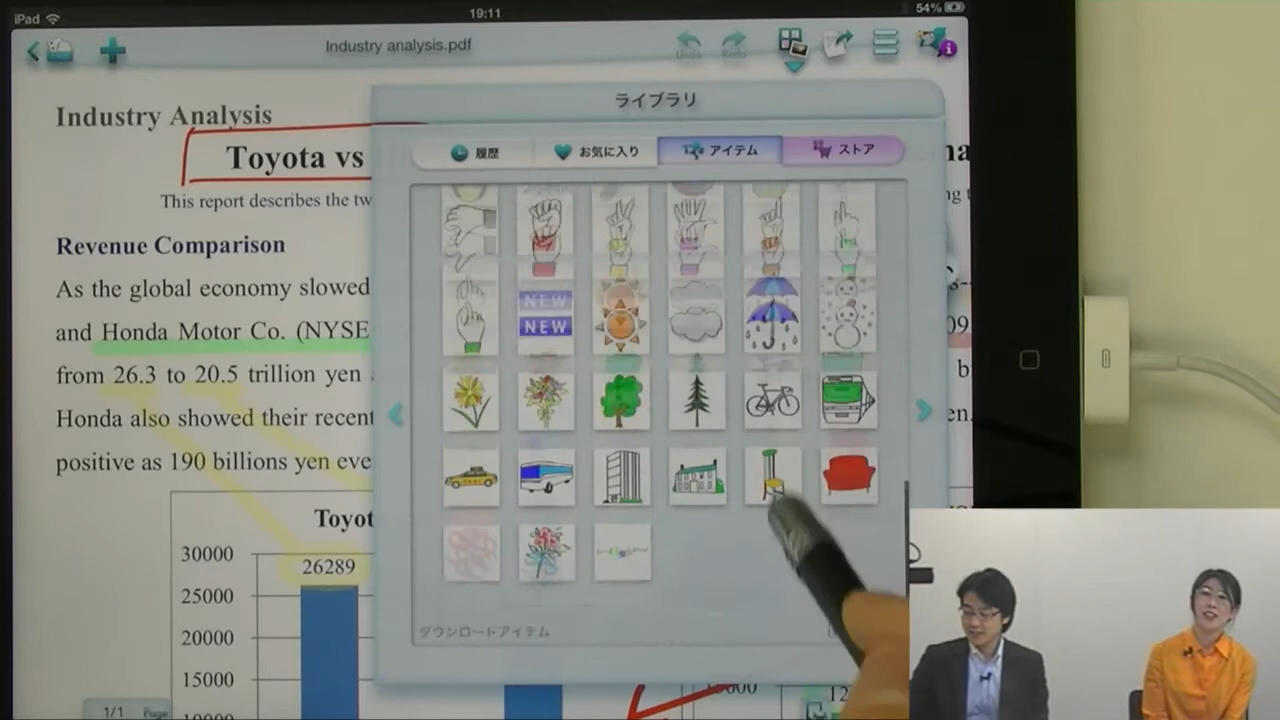 iPad
19:11
54%
Industry analysis.pdf
Undo
Redo
Industry Analysis
Toyota vs
This report describes the tw
Revenue Comparison
As the global economy slowed
and Honda Motor Co. (NYSE
from 26.3 to 20.5 trillion yen
Honda also showed their recent
positive as 190 billions yen eve
ライブラリ
履歴
お気に入り
アイテム
ストア
NEW
NEW
ダウンロードアイテム
ng t
09
b
en.
Toyot
30000
26289
25000
20000
15000
1/1 Page